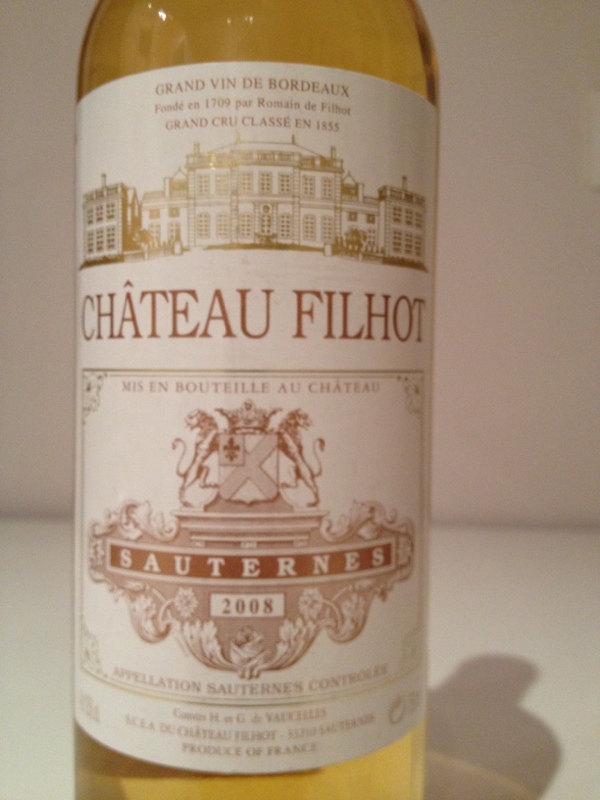 GRAND VIN DE BORDEAUX
Fondé en 1709 par Romain de Filhot
GRAND CRU CLASSÉ EN 1855
CHÂTEAU FILHOT
MIS EN BOUTEILLE AU CHÂTEAU
SAUTERNES
2008
APPELLATION SAUTERNES CONTRÔLÉE
Comtes H. et G. de VAUCELLES
S.C.E.A. DU CHÂTEAU FILHOT - 33210 SAUTERNES
PRODUCE OF FRANCE